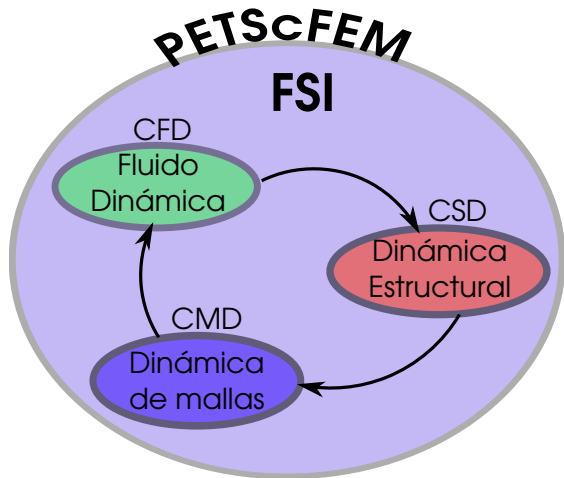 PETScFEM
FSI
CFD
Fluido
Dinámica
CSD
Dinámica
Estructural
CMD
Dinámica
de mallas